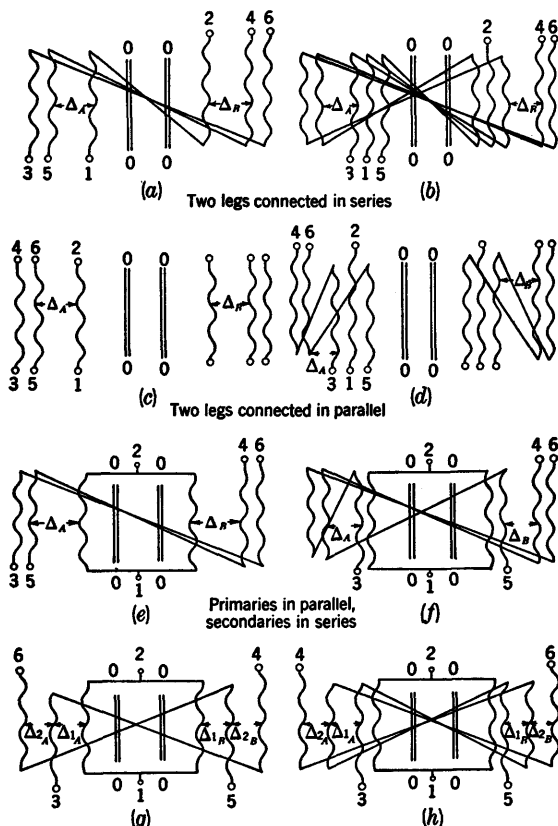 2 4 6
0 0
Δ_A Δ_B
3 5 1 0 0
(a)
0 0 2 4 6
Δ_A Δ_B
3 1 5 0 0
(b)
Two legs connected in series
4 6 2 0 0
Δ_A Δ_B
3 5 1 0 0
(c)
4 6 2 0 0
Δ_A Δ_B
3 1 5 0 0
(d)
Two legs connected in parallel
0 2 0 4 6
Δ_A Δ_B
3 5 0 1 0
(e)
0 2 0 4 6
Δ_A Δ_B
3 0 1 0 5
(f)
Primaries in parallel,
secondaries in series
6 0 2 0 4
Δ_2A Δ_1A Δ_1B Δ_2B
3 0 1 0 5
(g)
4 0 2 0 6
Δ_2A Δ_1A Δ_1B Δ_2B
3 0 1 0 5
(h)